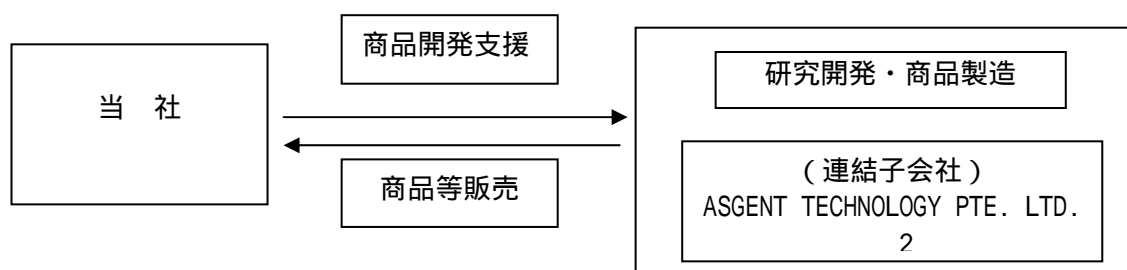 商品開発支援
当　社
商品等販売
研究開発・商品製造
（連結子会社）
ASGENT TECHNOLOGY PTE. LTD.
2